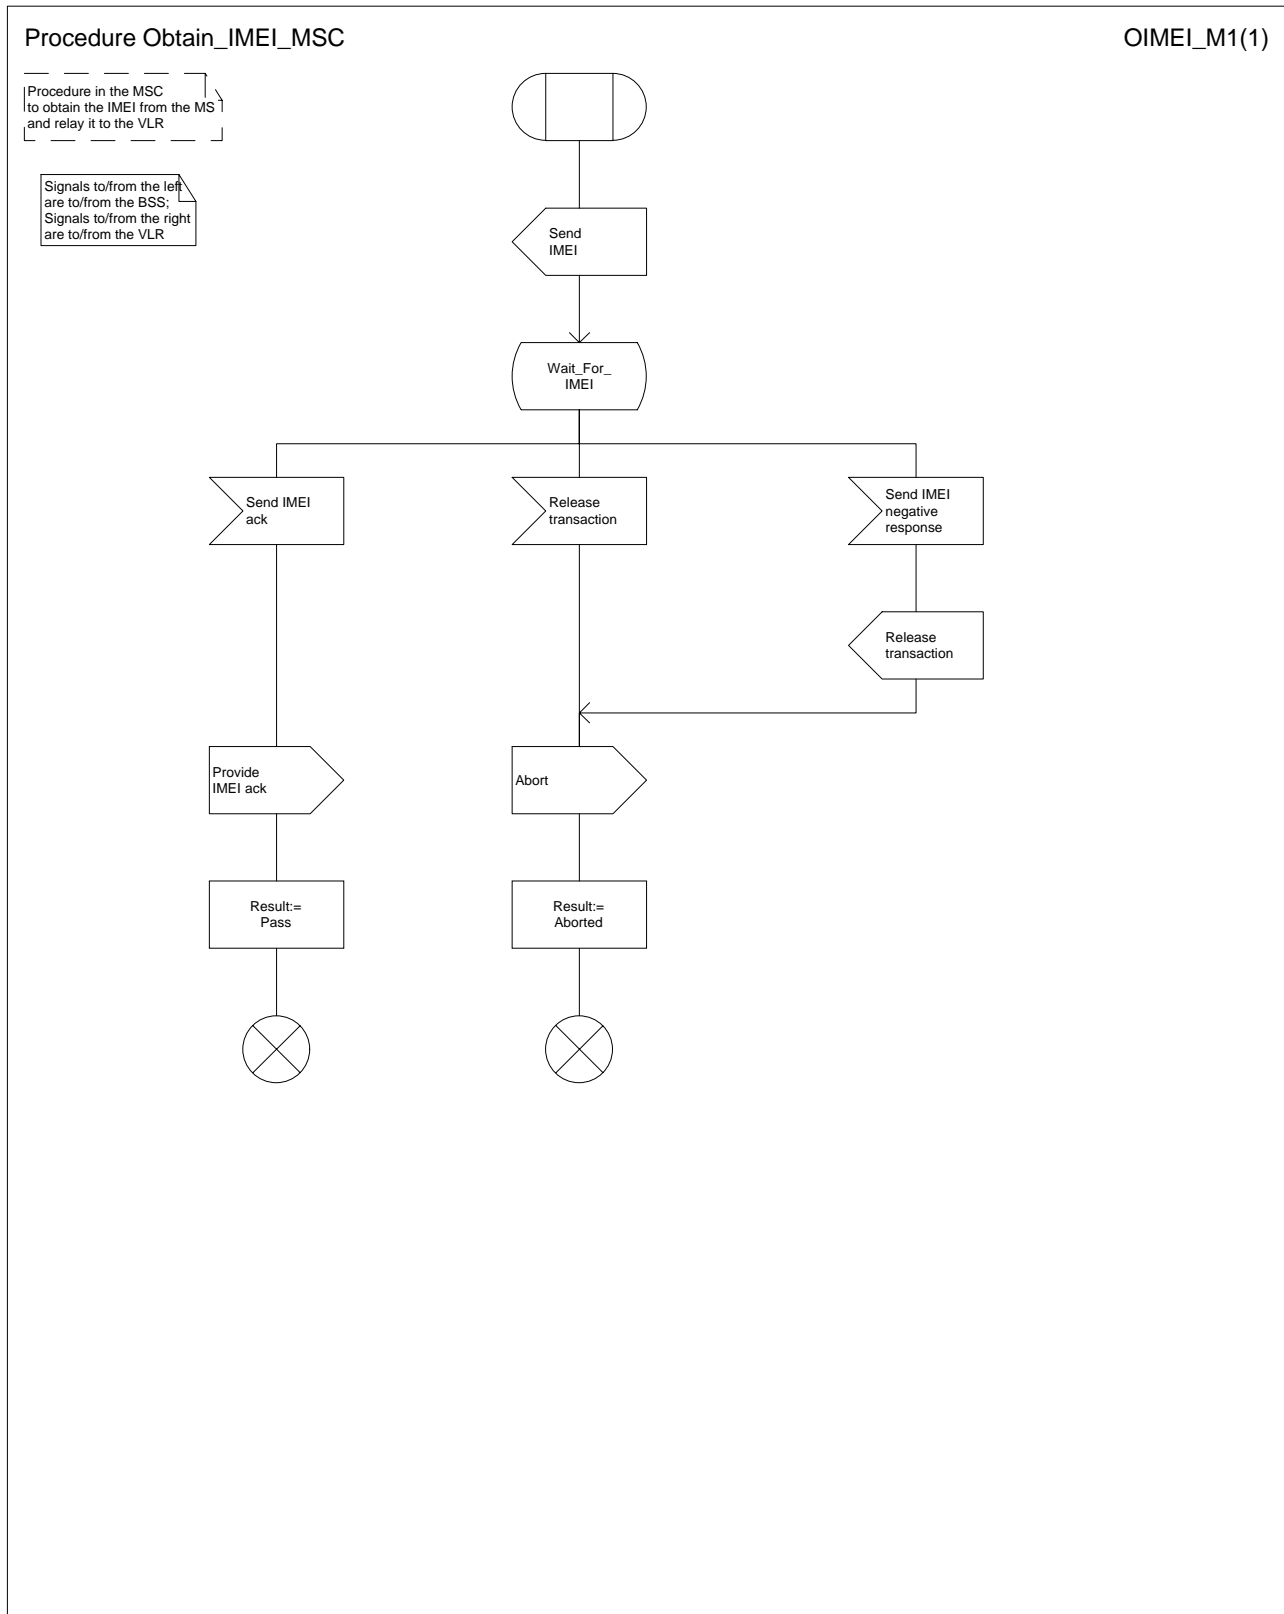 Procedure Obtain_IMEI_MSC
OIMEI_M1(1)
Procedure in the MSC
to obtain the IMEI from the MS
and relay it to the VLR
Signals to/from the left
are to/from the BSS;
Signals to/from the right
are to/from the VLR
Send
IMEI
Wait_For_
IMEI
Send IMEI
ack
Release
transaction
Send IMEI
negative
response
Release
transaction
Provide
IMEI ack
Abort
Result:=
Pass
Result:=
Aborted